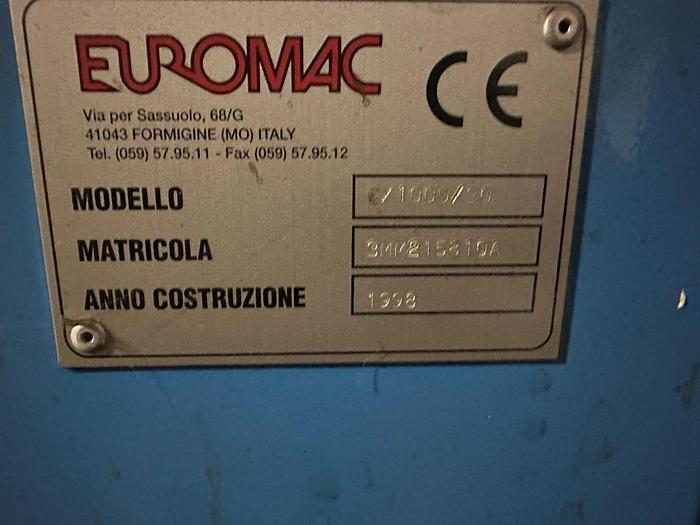 EUROMAC
CE
Via per Sassuolo, 68/G
41043 FORMIGINE (MO) ITALY
Tel. (059) 57.95.11 - Fax (059) 57.95.12
MODELLO
MATRICOLA
ANNO COSTRUZIONE 1998